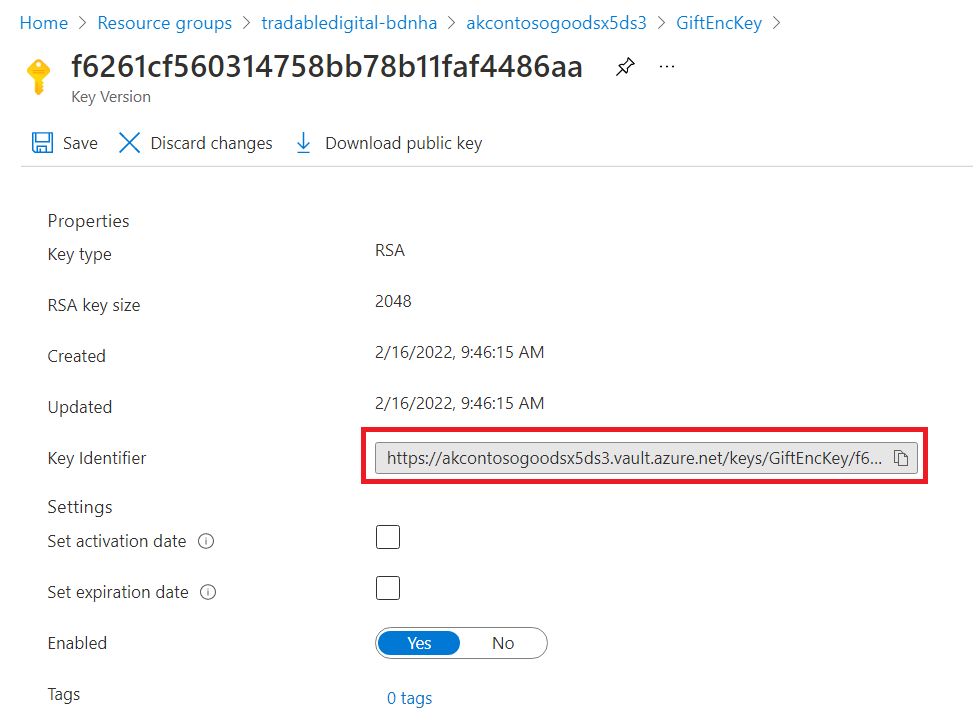 Home > Resource groups > tradabledigital-bdnha > akcontosogoodsx5ds3 > GiftEncKey >
f6261cf560314758bb78b11faf4486aa ...
Key Version
Save Discard changes Download public key
Properties
Key type RSA
RSA key size 2048
Created 2/16/2022, 9:46:15 AM
Updated 2/16/2022, 9:46:15 AM
Key Identifier https://akcontosogoodsx5ds3.vault.azure.net/keys/GiftEncKey/f6...
Settings
Set activation date
Set expiration date
Enabled Yes No
Tags 0 tags